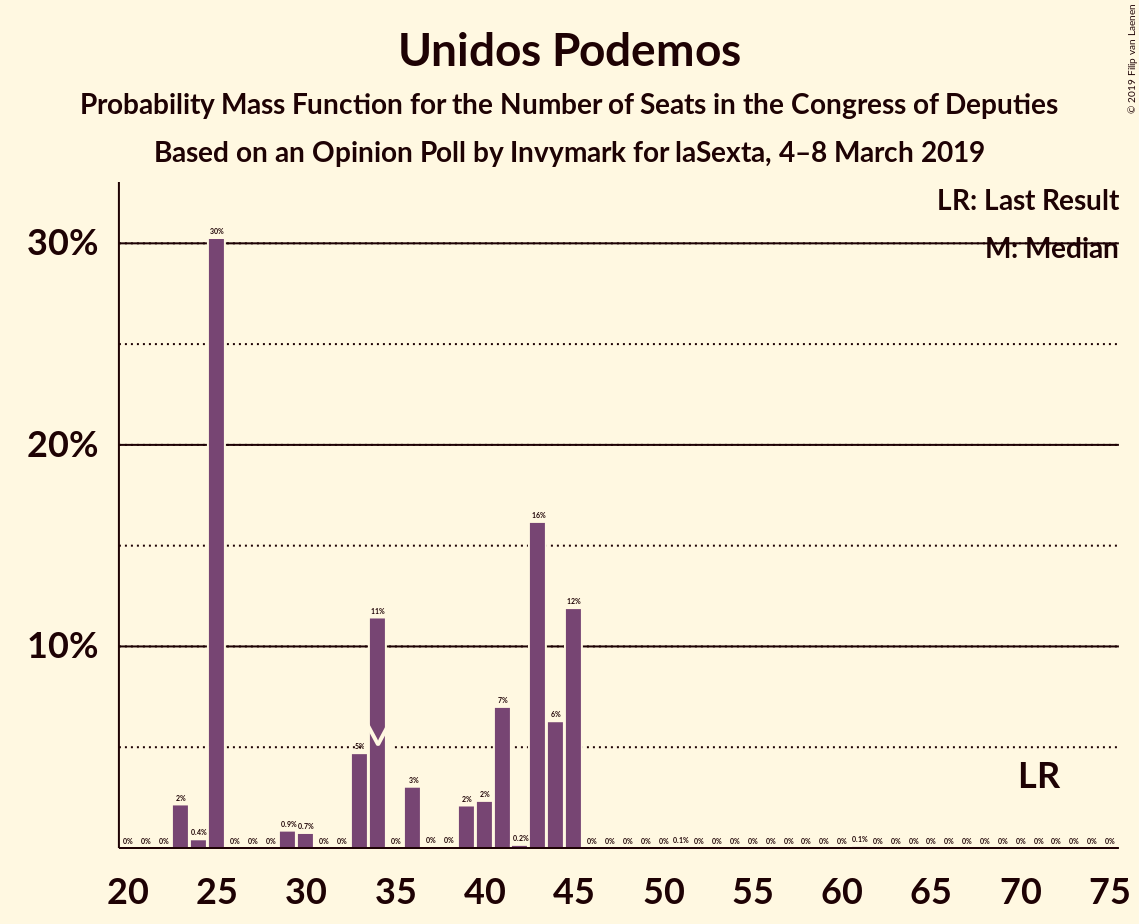 Unidos Podemos
Probability Mass Function for the Number of Seats in the Congress of Deputies
Based on an Opinion Poll by Invymark for laSexta, 4–8 March 2019
© 2019 Filip van Laenen
LR: Last Result
M: Median
30%
20%
10%
0% 0% 0% 2% 0.4% 30% 0% 0% 0% 0.9% 0.7% 0% 0% 5% 11% 0% 3% 0% 0% 2% 2% 7% 0.2% 16% 6% 12% 0% 0% 0% 0% 0% 0.1% 0% 0% 0% 0% 0% 0% 0% 0% 0% 0.1% 0% 0% 0% 0% 0% 0% 0% 0% 0% 0% 0% 0% 0% 0%
M
LR
20 25 30 35 40 45 50 55 60 65 70 75